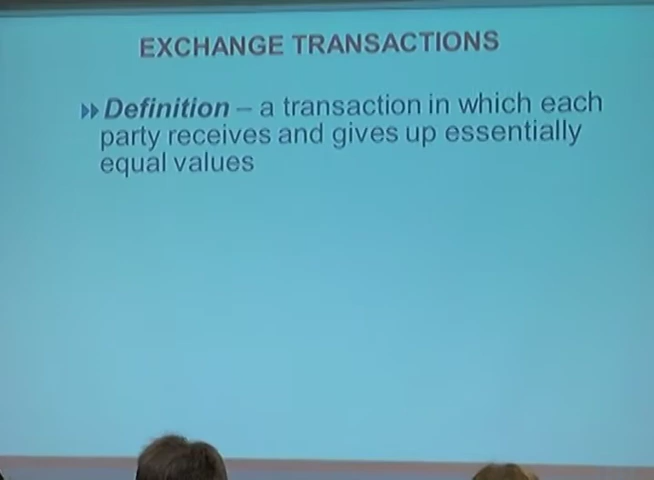 EXCHANGE TRANSACTIONS
Definition – a transaction in which each
party receives and gives up essentially
equal values